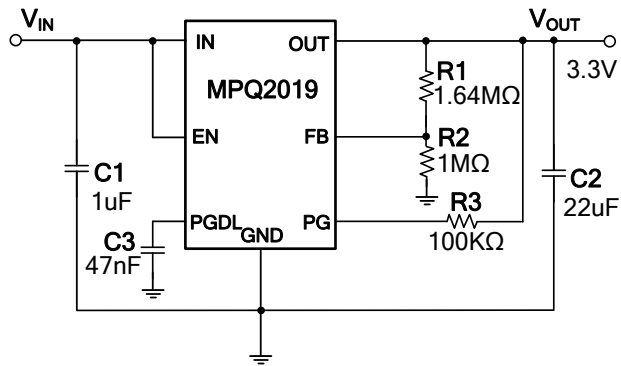 VIN
IN
OUT
VOUT
3.3V
MPQ2019
R1
1.64MΩ
EN
FB
R2
1MΩ
C1
1uF
C2
22uF
PGDL
GND
PG
R3
100KΩ
C3
47nF